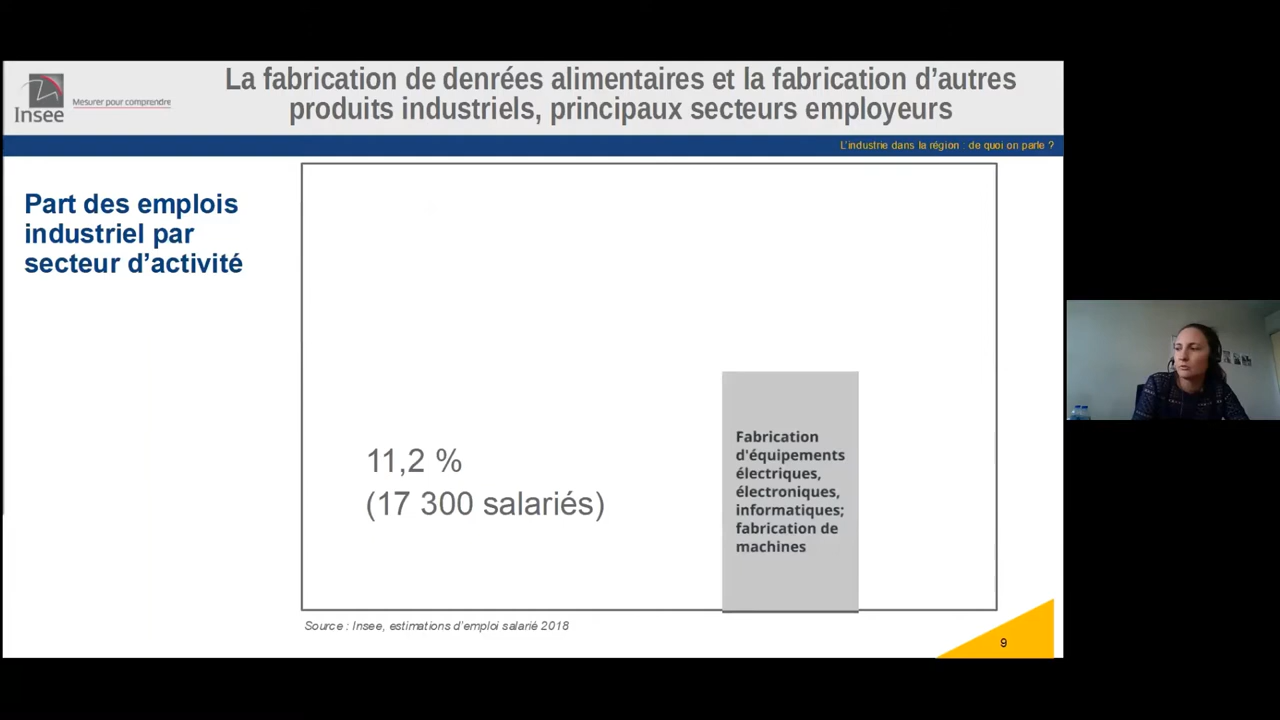 La fabrication de denrées alimentaires et la fabrication d’autres
produits industriels, principaux secteurs employeurs
Insee
Mesurer pour comprendre
L’industrie dans la région : de quoi on parle ?
Part des emplois
industriel par
secteur d’activité
11,2 %
(17 300 salariés)
Fabrication
d'équipements
électriques,
électroniques,
informatiques;
fabrication de
machines
Source : Insee, estimations d’emploi salarié 2018
9